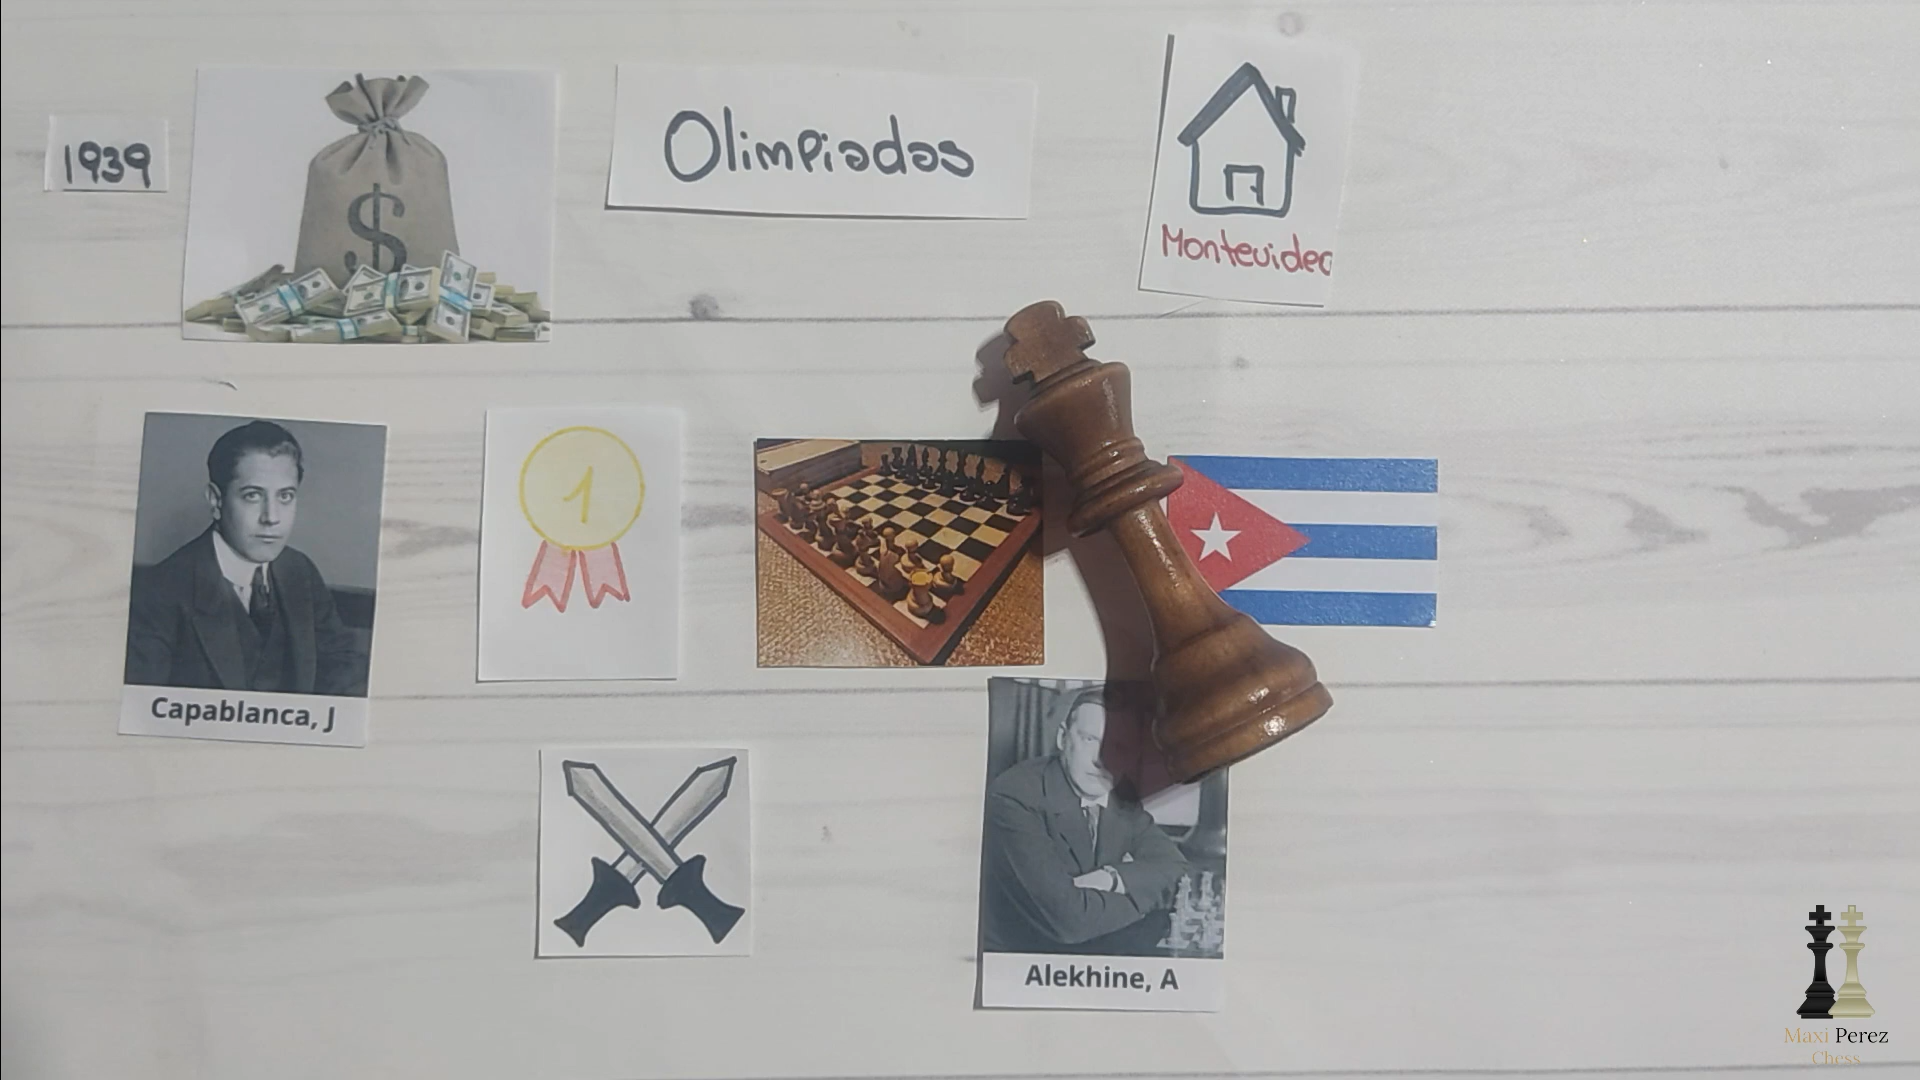 1939
$
Olimpiadas
Montevideo
1
Capablanca, J
Alekhine, A
Maxi Perez
Chess